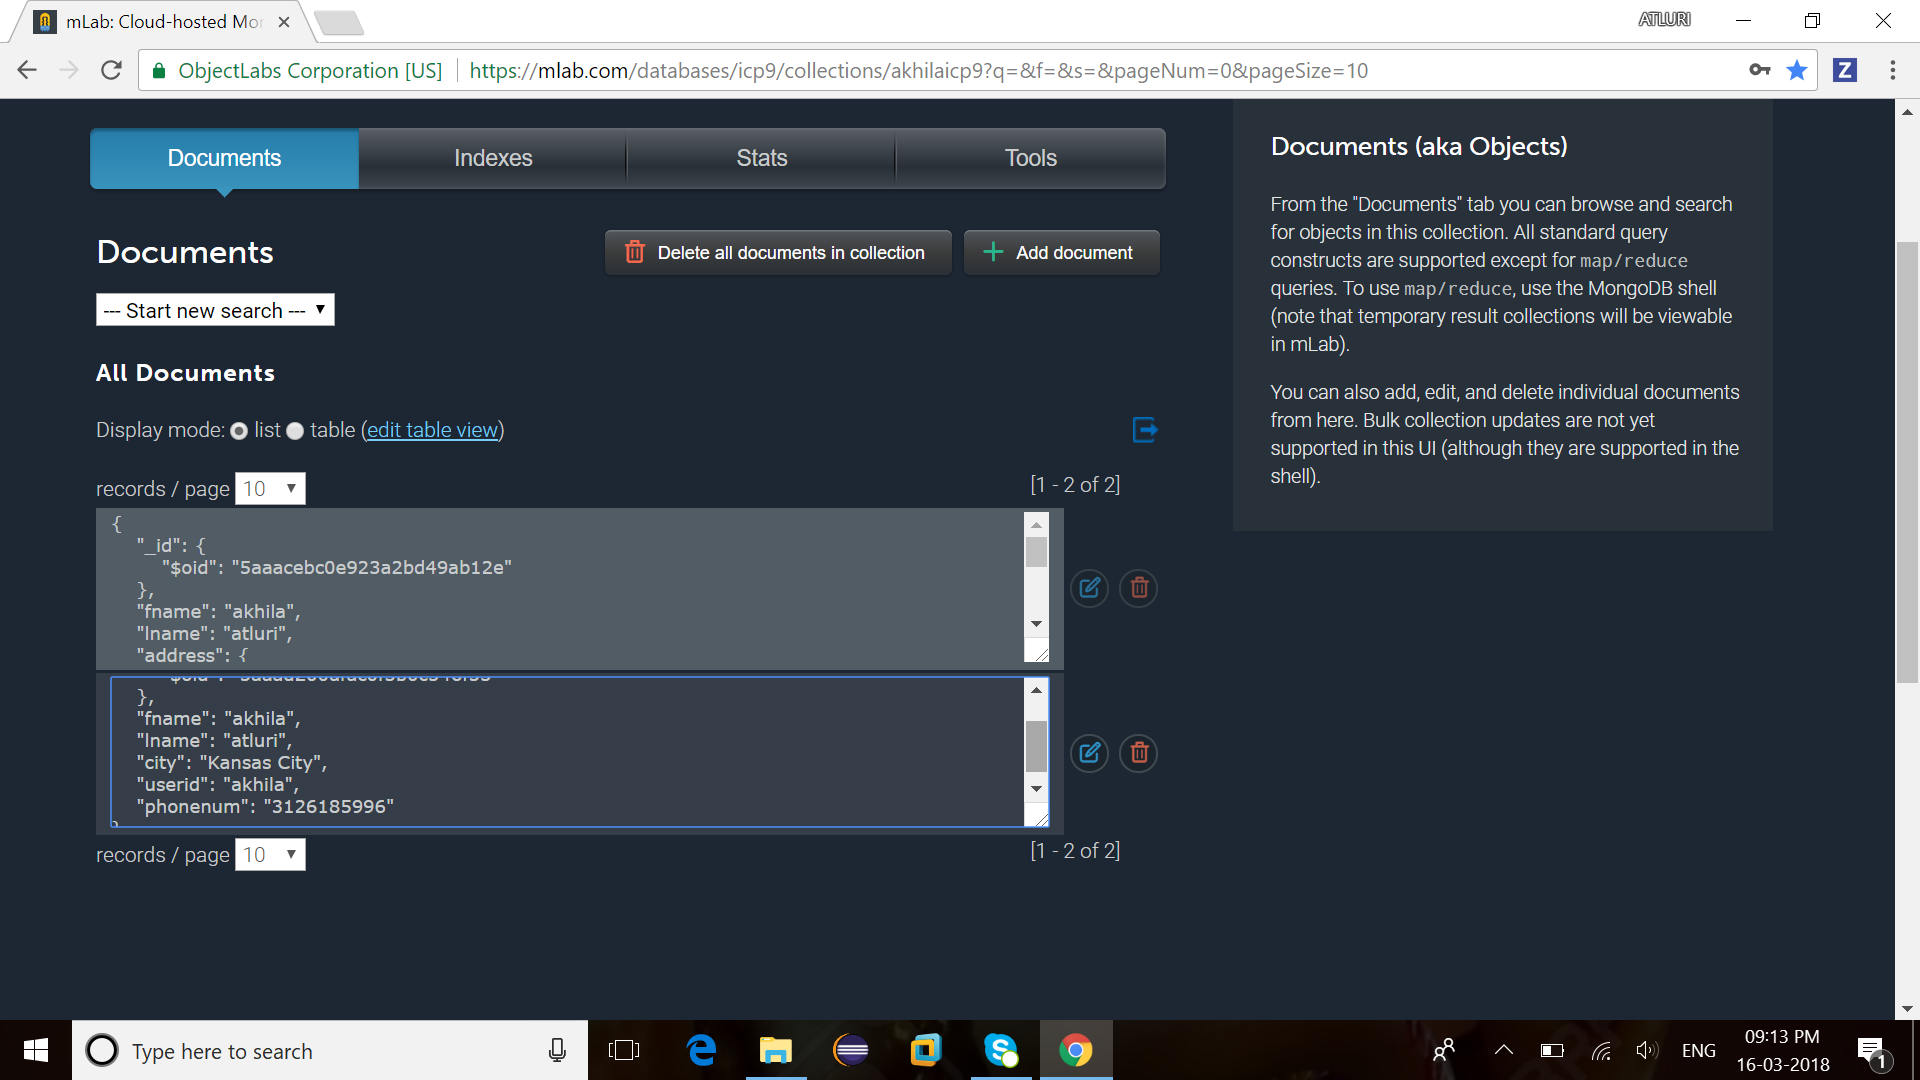 mLab: Cloud-hosted Mo
ATLURI
ObjectLabs Corporation [US]
https://mlab.com/databases/icp9/collections/akhilaicp9?q=&f=&s=&pageNum=0&pageSize=10
Z
Documents
Indexes
Stats
Tools
Documents
Delete all documents in collection
Add document
--- Start new search ---
All Documents
Display mode: list table (edit table view)
records / page 10
[1 - 2 of 2]
{
"_id": {
"$oid": "5aaacebc0e923a2bd49ab12e"
},
"fname": "akhila",
"lname": "atluri",
"address": {
},
"fname": "akhila",
"lname": "atluri",
"city": "Kansas City",
"userid": "akhila",
"phonenum": "3126185996"
records / page 10
[1 - 2 of 2]
Documents (aka Objects)
From the "Documents" tab you can browse and search
for objects in this collection. All standard query
constructs are supported except for map/reduce
queries. To use map/reduce, use the MongoDB shell
(note that temporary result collections will be viewable
in mLab).
You can also add, edit, and delete individual documents
from here. Bulk collection updates are not yet
supported in this UI (although they are supported in the
shell).
Type here to search
ENG
09:13 PM
16-03-2018
1